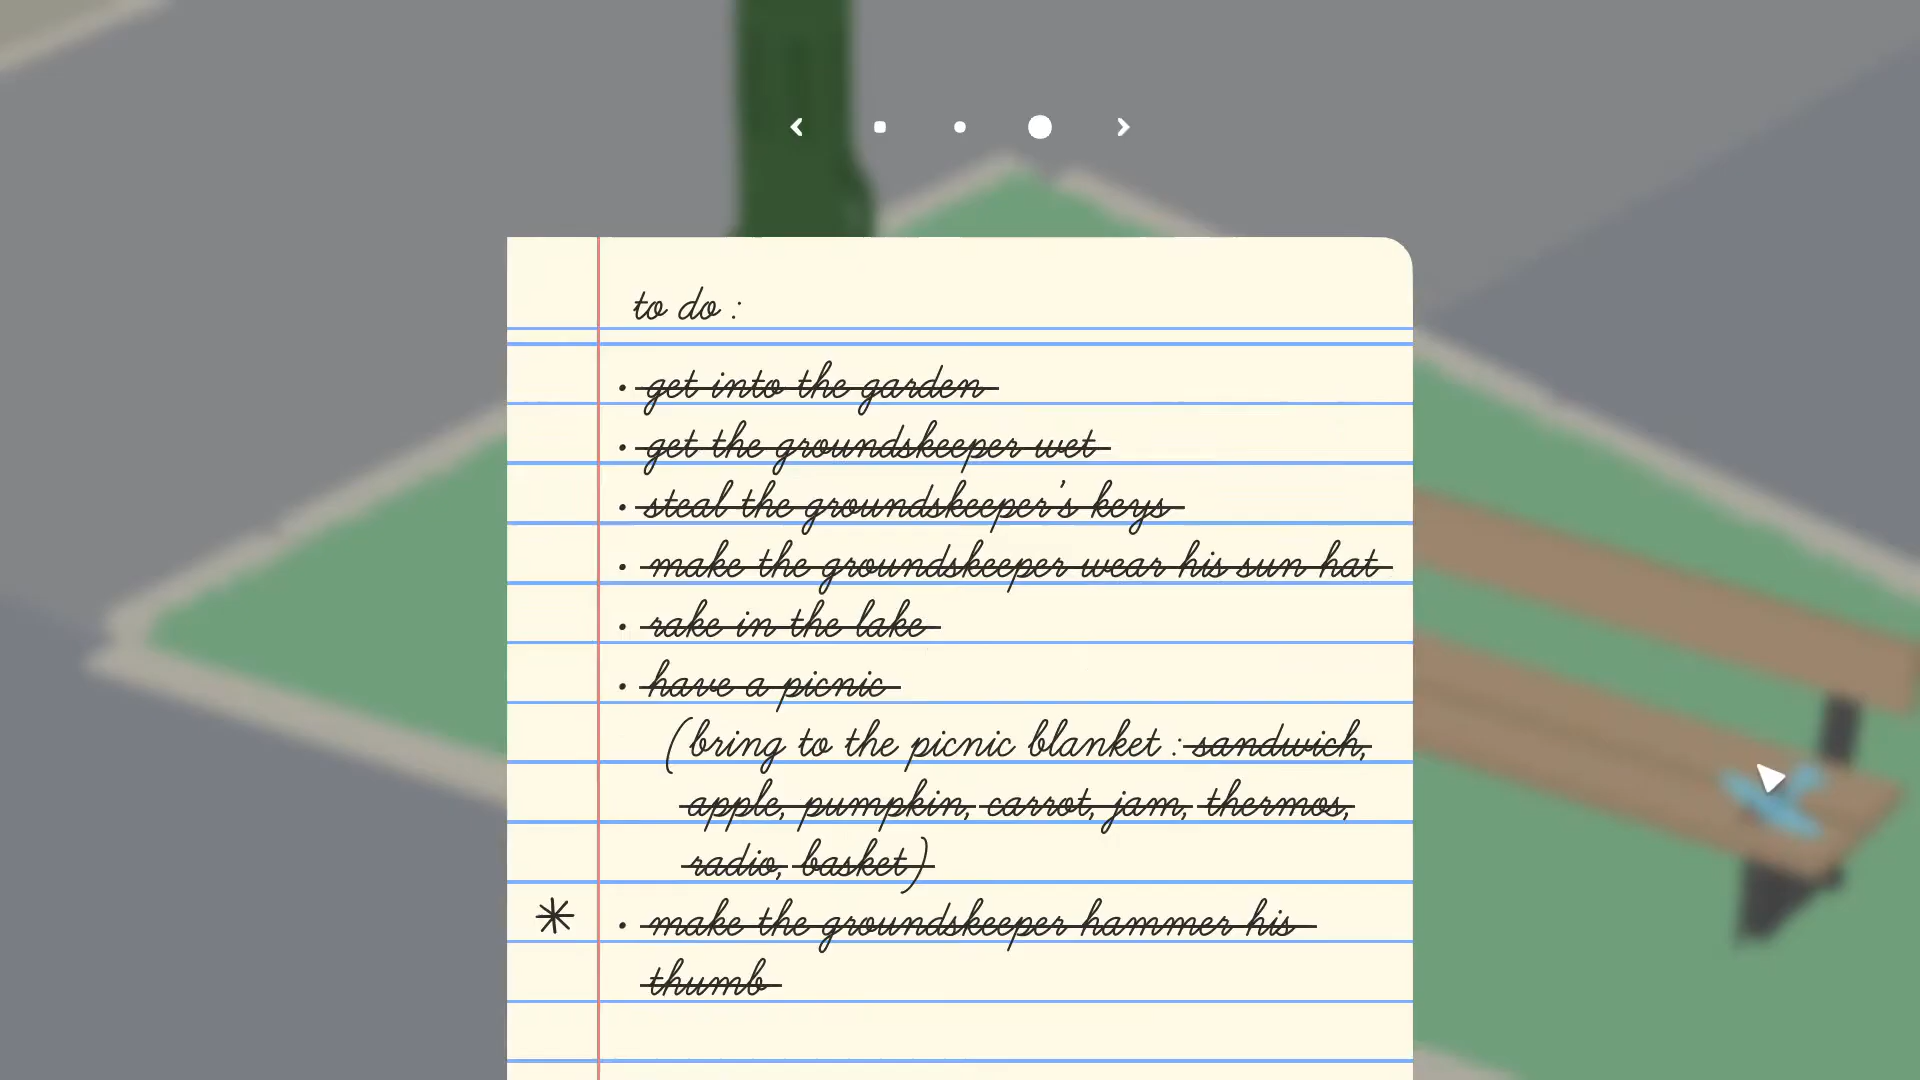 to do :
• get into the garden
• get the groundskeeper wet
• steal the groundskeeper's keys
• make the groundskeeper wear his sun hat
• rake in the lake
• have a picnic
(bring to the picnic blanket : sandwich,
apple, pumpkin, carrot, jam, thermos,
radio, basket)
* • make the groundskeeper hammer his
thumb